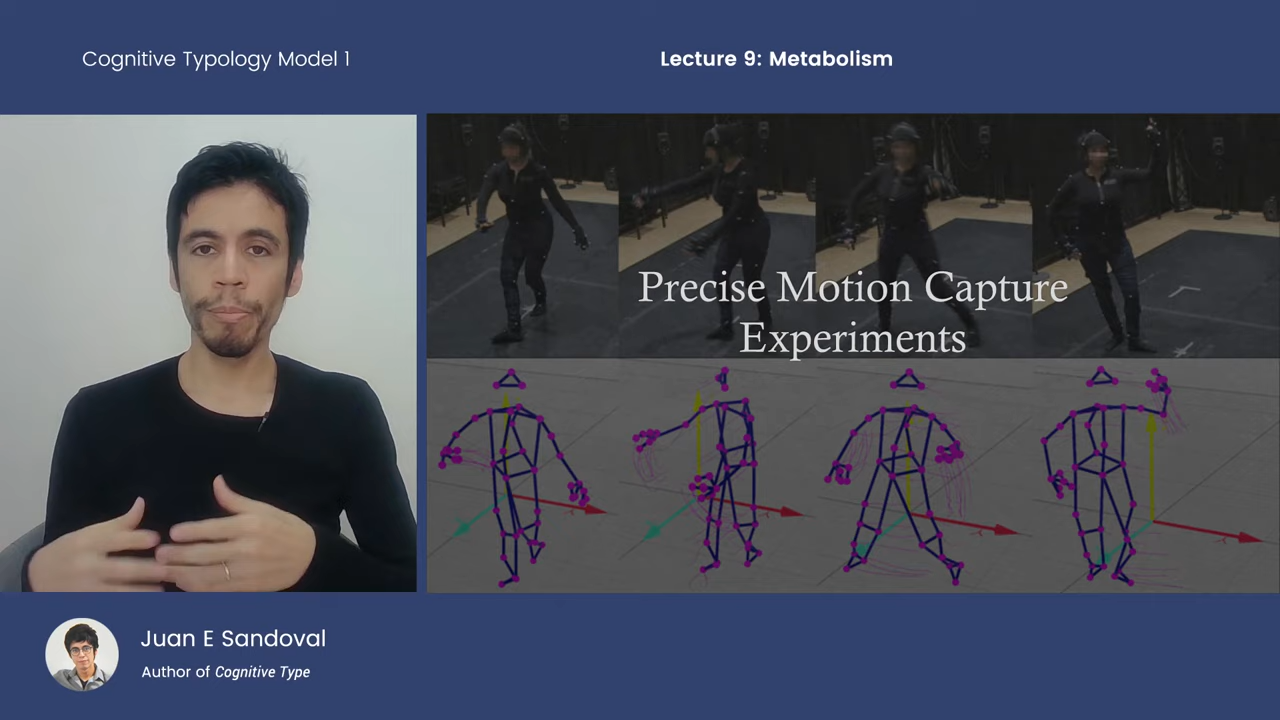 Cognitive Typology Model 1
Lecture 9: Metabolism
Precise Motion Capture
Experiments
Juan E Sandoval
Author of Cognitive Type